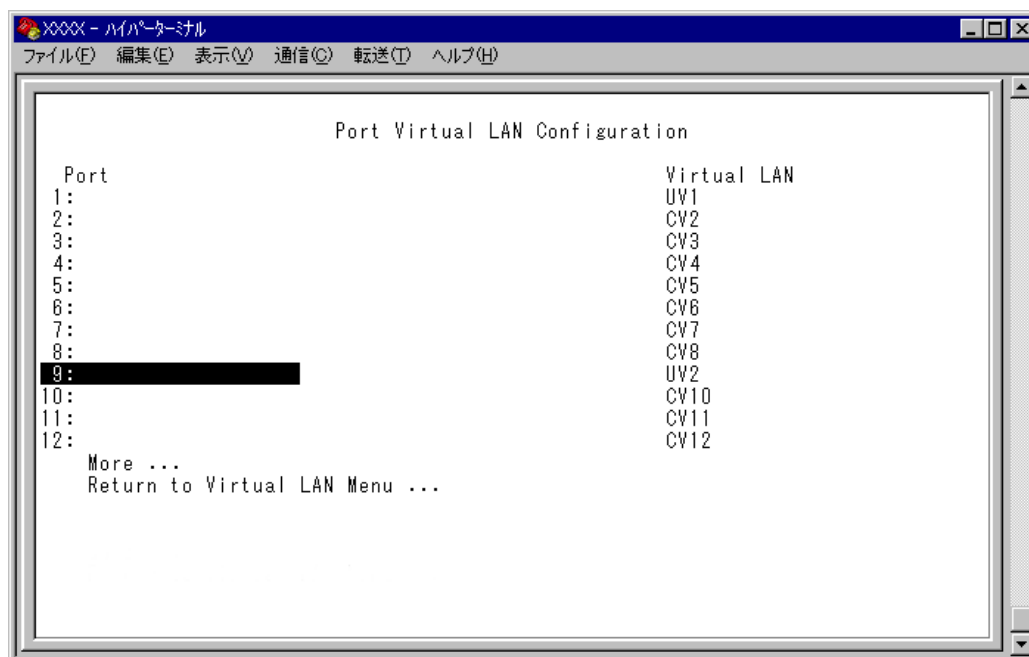 XXXX - ﾊｲﾊﾟｰﾀｰﾐﾅﾙ
ファイル(F) 編集(E) 表示(V) 通信(C) 転送(T) ヘルプ(H)
Port Virtual LAN Configuration
Port Virtual LAN
1: UV1
2: CV2
3: CV3
4: CV4
5: CV5
6: CV6
7: CV7
8: CV8
9: UV2
10: CV10
11: CV11
12: CV12
More ...
Return to Virtual LAN Menu ...